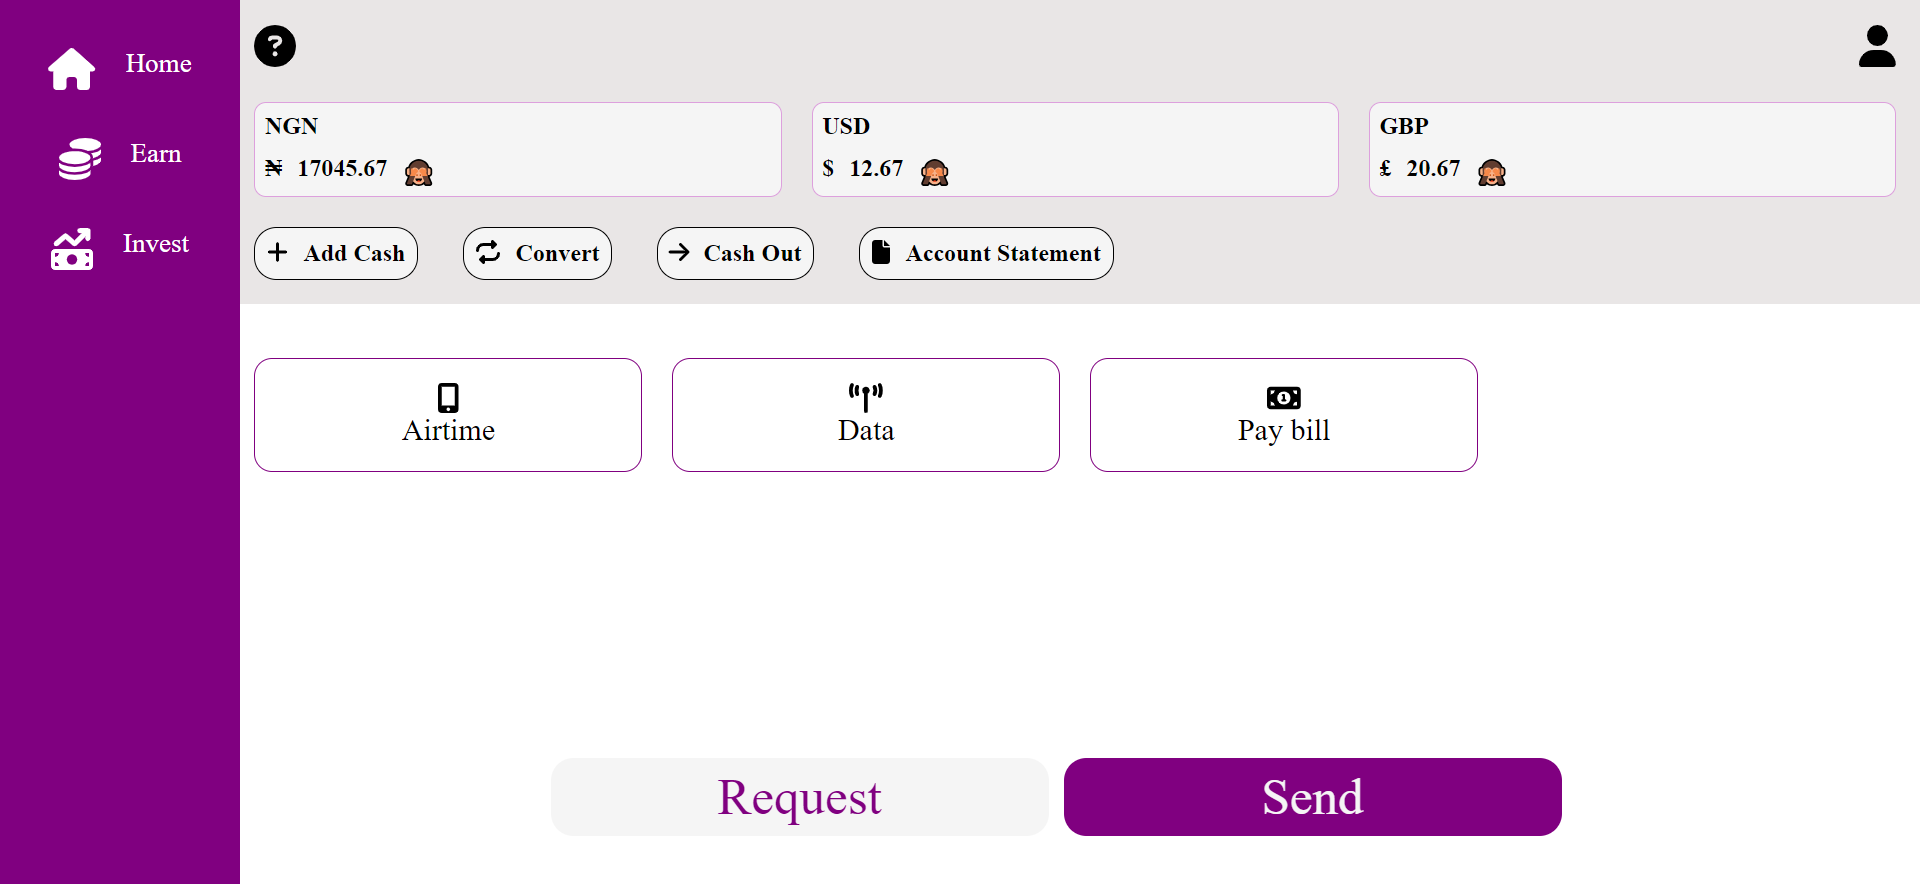 Home
Earn
Invest
?
NGN
₦ 17045.67
USD
$ 12.67
GBP
£ 20.67
Add Cash
Convert
Cash Out
Account Statement
Airtime
Data
1
Pay bill
Request
Send